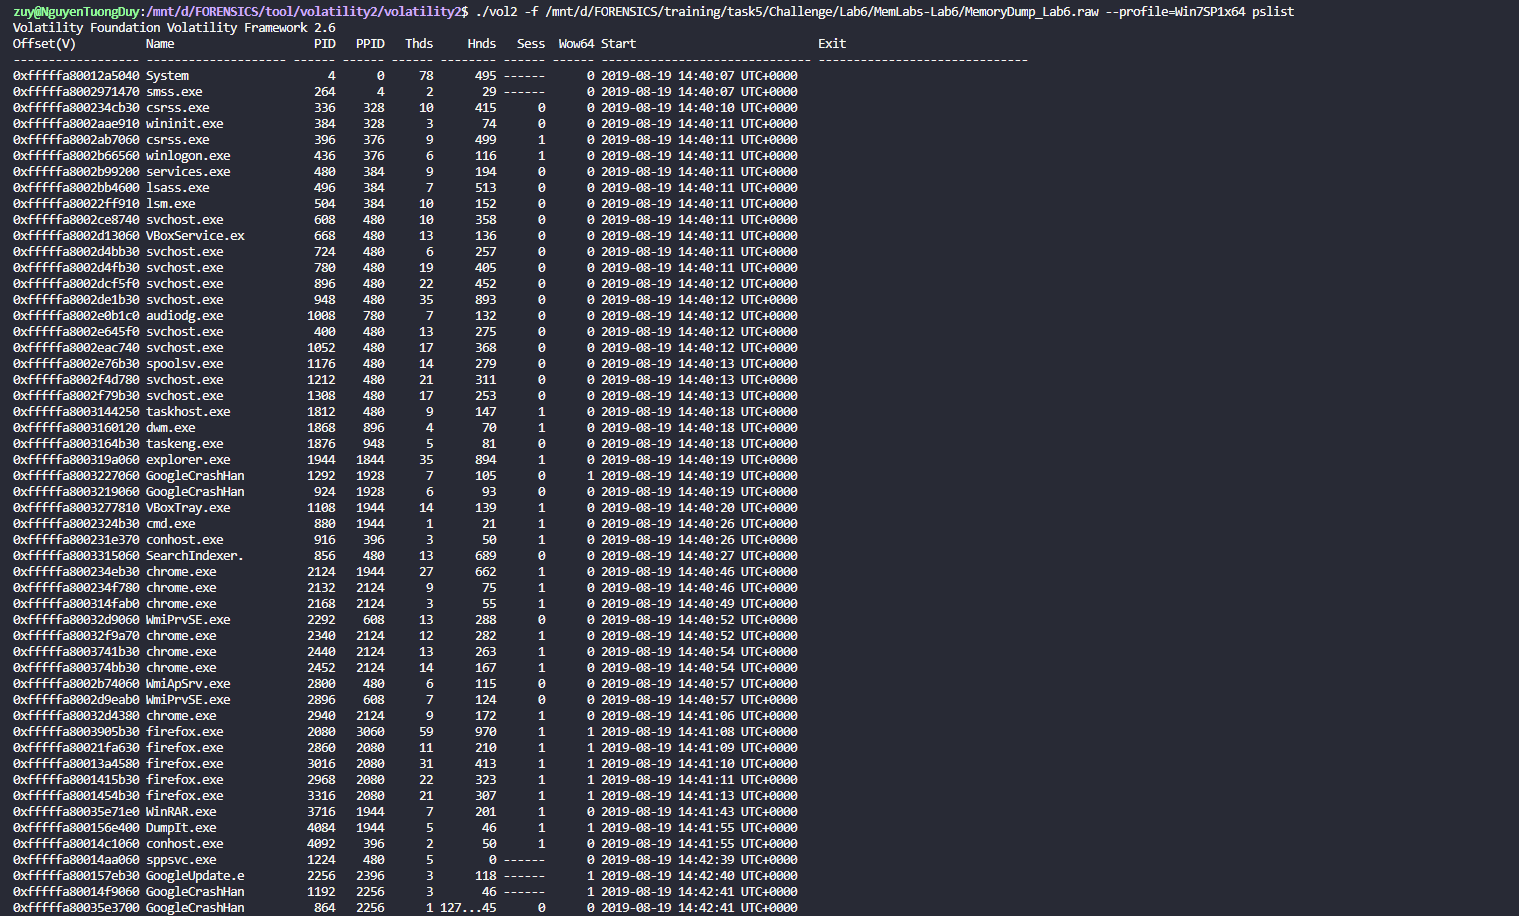 zuy@NguyenTuongDuy:/mnt/d/FORENSICS/tool/volatility2/volatility2$ ./vol2 -f /mnt/d/FORENSICS/training/task5/Challenge/Lab6/MemLabs-Lab6/MemoryDump_Lab6.raw --profile=Win7SP1x64 pslist
Volatility Foundation Volatility Framework 2.6
Offset(V)          Name                    PID   PPID   Thds     Hnds   Sess  Wow64 Start                          Exit
------------------ -------------------- ------ ------ ------ -------- ------ ------ ------------------------------ ------------------------------
0xfffffa80012a5040 System                    4      0     78      495 ------      0 2019-08-19 14:40:07 UTC+0000
0xfffffa8002971470 smss.exe                264      4      2       29 ------      0 2019-08-19 14:40:07 UTC+0000
0xfffffa800234cb30 csrss.exe               336    328     10      415      0      0 2019-08-19 14:40:10 UTC+0000
0xfffffa8002aae910 wininit.exe             384    328      3       74      0      0 2019-08-19 14:40:11 UTC+0000
0xfffffa8002ab7060 csrss.exe               396    376      9      499      1      0 2019-08-19 14:40:11 UTC+0000
0xfffffa8002b66560 winlogon.exe            436    376      6      116      1      0 2019-08-19 14:40:11 UTC+0000
0xfffffa8002b99200 services.exe            480    384      9      194      0      0 2019-08-19 14:40:11 UTC+0000
0xfffffa8002bb4600 lsass.exe               496    384      7      513      0      0 2019-08-19 14:40:11 UTC+0000
0xfffffa80022ff910 lsm.exe                 504    384     10      152      0      0 2019-08-19 14:40:11 UTC+0000
0xfffffa8002ce8740 svchost.exe             608    480     10      358      0      0 2019-08-19 14:40:11 UTC+0000
0xfffffa8002d13060 VBoxService.ex          668    480     13      136      0      0 2019-08-19 14:40:11 UTC+0000
0xfffffa8002d4bb30 svchost.exe             724    480      6      257      0      0 2019-08-19 14:40:11 UTC+0000
0xfffffa8002d4fb30 svchost.exe             780    480     19      405      0      0 2019-08-19 14:40:11 UTC+0000
0xfffffa8002dcf5f0 svchost.exe             896    480     22      452      0      0 2019-08-19 14:40:12 UTC+0000
0xfffffa8002de1b30 svchost.exe             948    480     35      893      0      0 2019-08-19 14:40:12 UTC+0000
0xfffffa8002e0b1c0 audiodg.exe            1008    780      7      132      0      0 2019-08-19 14:40:12 UTC+0000
0xfffffa8002e645f0 svchost.exe             400    480     13      275      0      0 2019-08-19 14:40:12 UTC+0000
0xfffffa8002eac740 svchost.exe            1052    480     17      368      0      0 2019-08-19 14:40:12 UTC+0000
0xfffffa8002e76b30 spoolsv.exe            1176    480     14      279      0      0 2019-08-19 14:40:13 UTC+0000
0xfffffa8002f4d780 svchost.exe            1212    480     21      311      0      0 2019-08-19 14:40:13 UTC+0000
0xfffffa8002f79b30 svchost.exe            1308    480     17      253      0      0 2019-08-19 14:40:13 UTC+0000
0xfffffa8003144250 taskhost.exe           1812    480      9      147      1      0 2019-08-19 14:40:18 UTC+0000
0xfffffa8003160120 dwm.exe                1868    896      4       70      1      0 2019-08-19 14:40:18 UTC+0000
0xfffffa8003164b30 taskeng.exe            1876    948      5       81      0      0 2019-08-19 14:40:18 UTC+0000
0xfffffa800319a060 explorer.exe           1944   1844     35      894      1      0 2019-08-19 14:40:19 UTC+0000
0xfffffa8003227060 GoogleCrashHan         1292   1928      7      105      0      1 2019-08-19 14:40:19 UTC+0000
0xfffffa8003219060 GoogleCrashHan          924   1928      6       93      0      0 2019-08-19 14:40:19 UTC+0000
0xfffffa8003277810 VBoxTray.exe           1108   1944     14      139      1      0 2019-08-19 14:40:20 UTC+0000
0xfffffa8002324b30 cmd.exe                 880   1944      1       21      1      0 2019-08-19 14:40:26 UTC+0000
0xfffffa800231e370 conhost.exe             916    396      3       50      1      0 2019-08-19 14:40:26 UTC+0000
0xfffffa8003315060 SearchIndexer.          856    480     13      689      0      0 2019-08-19 14:40:27 UTC+0000
0xfffffa800234eb30 chrome.exe             2124   1944     27      662      1      0 2019-08-19 14:40:46 UTC+0000
0xfffffa800234f780 chrome.exe             2132   2124      9       75      1      0 2019-08-19 14:40:46 UTC+0000
0xfffffa800314fab0 chrome.exe             2168   2124      3       55      1      0 2019-08-19 14:40:49 UTC+0000
0xfffffa80032d9060 WmiPrvSE.exe           2292    608     13      288      0      0 2019-08-19 14:40:52 UTC+0000
0xfffffa80032f9a70 chrome.exe             2340   2124     12      282      1      0 2019-08-19 14:40:52 UTC+0000
0xfffffa8003741b30 chrome.exe             2440   2124     13      263      1      0 2019-08-19 14:40:54 UTC+0000
0xfffffa800374bb30 chrome.exe             2452   2124     14      167      1      0 2019-08-19 14:40:54 UTC+0000
0xfffffa8002b74060 WmiApSrv.exe           2800    480      6      115      0      0 2019-08-19 14:40:57 UTC+0000
0xfffffa8002d9eab0 WmiPrvSE.exe           2896    608      7      124      0      0 2019-08-19 14:40:57 UTC+0000
0xfffffa80032d4380 chrome.exe             2940   2124      9      172      1      0 2019-08-19 14:41:06 UTC+0000
0xfffffa8003905b30 firefox.exe            2080   3060     59      970      1      1 2019-08-19 14:41:08 UTC+0000
0xfffffa80021fa630 firefox.exe            2860   2080     11      210      1      1 2019-08-19 14:41:09 UTC+0000
0xfffffa80013a4580 firefox.exe            3016   2080     31      413      1      1 2019-08-19 14:41:10 UTC+0000
0xfffffa8001415b30 firefox.exe            2968   2080     22      323      1      1 2019-08-19 14:41:11 UTC+0000
0xfffffa8001454b30 firefox.exe            3316   2080     21      307      1      1 2019-08-19 14:41:13 UTC+0000
0xfffffa80035e71e0 WinRAR.exe             3716   1944      7      201      1      0 2019-08-19 14:41:43 UTC+0000
0xfffffa800156e400 DumpIt.exe             4084   1944      5       46      1      1 2019-08-19 14:41:55 UTC+0000
0xfffffa80014c1060 conhost.exe            4092    396      2       50      1      0 2019-08-19 14:41:55 UTC+0000
0xfffffa80014aa060 sppsvc.exe             1224    480      5        0 ------      0 2019-08-19 14:42:39 UTC+0000
0xfffffa800157eb30 GoogleUpdate.e         2256   2396      3      118 ------      1 2019-08-19 14:42:40 UTC+0000
0xfffffa80014f9060 GoogleCrashHan         1192   2256      3       46 ------      1 2019-08-19 14:42:41 UTC+0000
0xfffffa80035e3700 GoogleCrashHan          864   2256      1 127...45      0      0 2019-08-19 14:42:41 UTC+0000